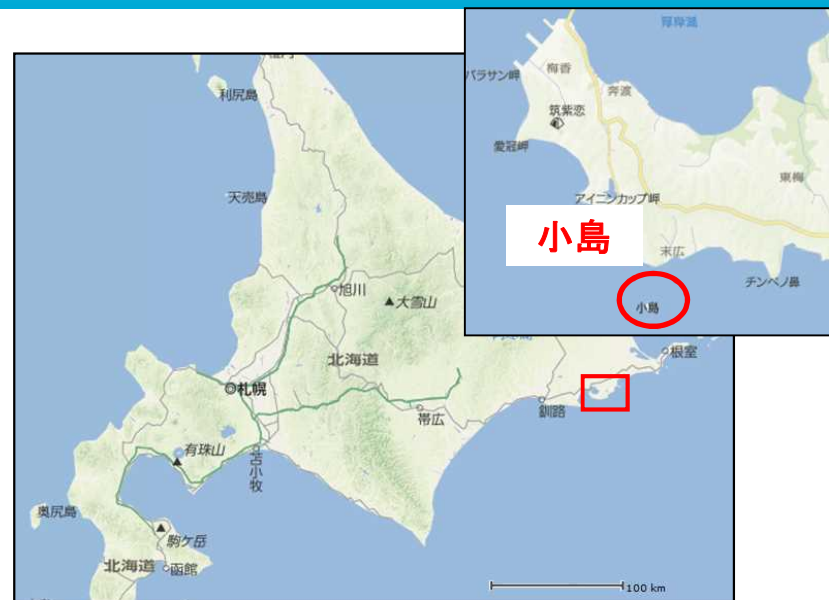 厚岸湖
バラサン岬
梅香
奔渡
筑紫恋
愛冠岬
東梅
アイニンカップ岬
小島
末広
チンベノ鼻
小島
利尻島
天売島
旭川
大雪山
北海道
札幌
根室
釧路
帯広
有珠山
苫小牧
奥尻島
駒ケ岳
北海道
函館
100 km